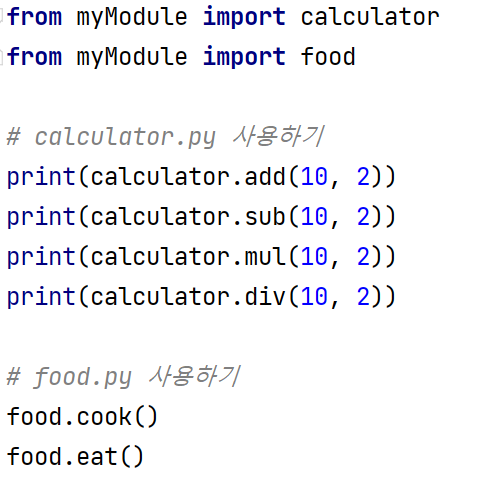 from myModule import calculator
from myModule import food
# calculator.py 사용하기
print(calculator.add(10, 2))
print(calculator.sub(10, 2))
print(calculator.mul(10, 2))
print(calculator.div(10, 2))
# food.py 사용하기
food.cook()
food.eat()